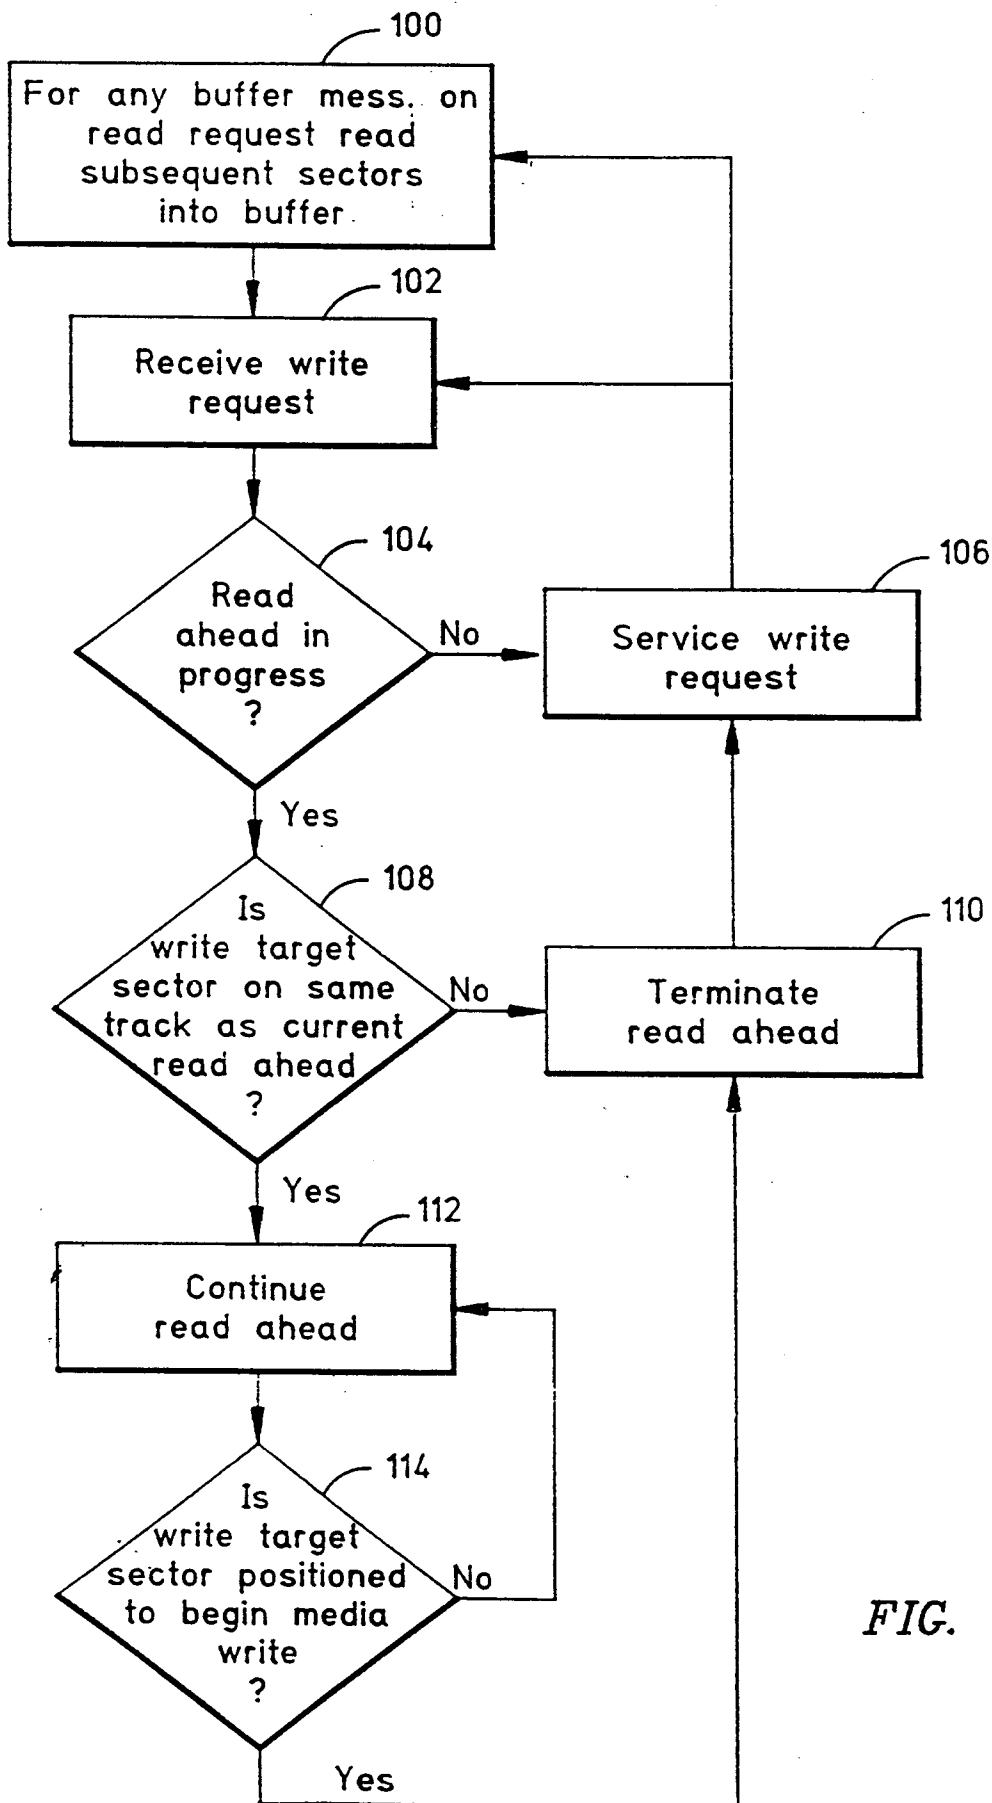 100
For any buffer mess. on
read request read
subsequent sectors
into buffer
102
Receive write
request
104
Read
ahead in
progress
?
No
106
Service write
request
Yes
108
Is
write target
sector on same
track as current
read ahead
?
No
110
Terminate
read ahead
Yes
112
Continue
read ahead
114
Is
write target
sector positioned
to begin media
write
?
No
Yes
FIG.